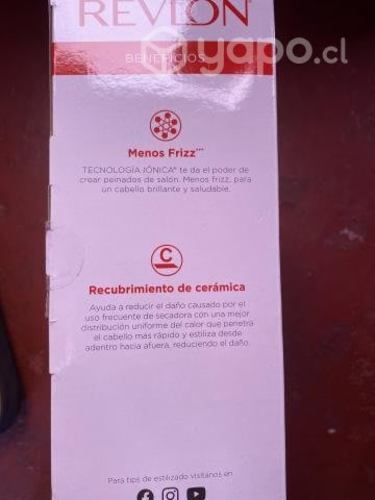 REVLON®
yapo.cl
BENEFICIOS
Menos Frizz***
TECNOLOGÍA IÓNICA* te da el poder de
crear peinados de salón. Menos frizz, para
un cabello brillante y saludable.
C
Recubrimiento de cerámica
Ayuda a reducir el daño causado por el
uso frecuente de secadora con una mejor
distribución uniforme del calor que penetra
el cabello más rápido y estiliza desde
adentro hacia afuera, reduciendo el daño.
Para tips de estilizado visítanos en